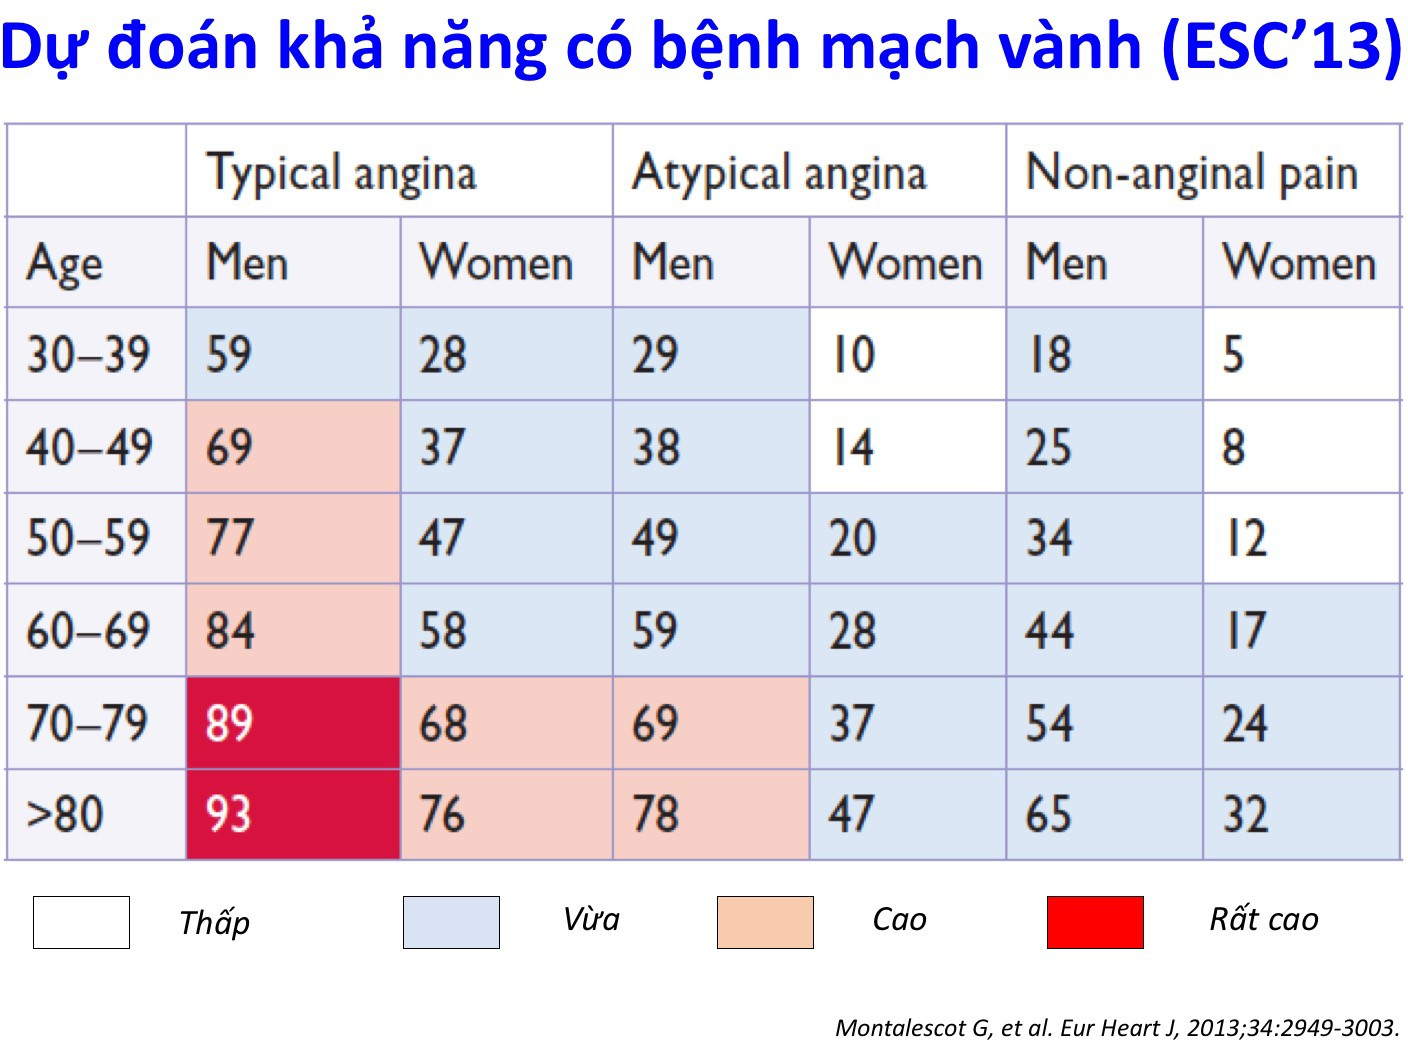 Dự đoán khả năng có bệnh mạch vành (ESC’13)
Typical angina Atypical angina Non-anginal pain
Age Men Women Men Women Men Women
30–39 59 28 29 10 18 5
40–49 69 37 38 14 25 8
50–59 77 47 49 20 34 12
60–69 84 58 59 28 44 17
70–79 89 68 69 37 54 24
>80 93 76 78 47 65 32
Thấp Vừa Cao Rất cao
Montalescot G, et al. Eur Heart J, 2013;34:2949-3003.